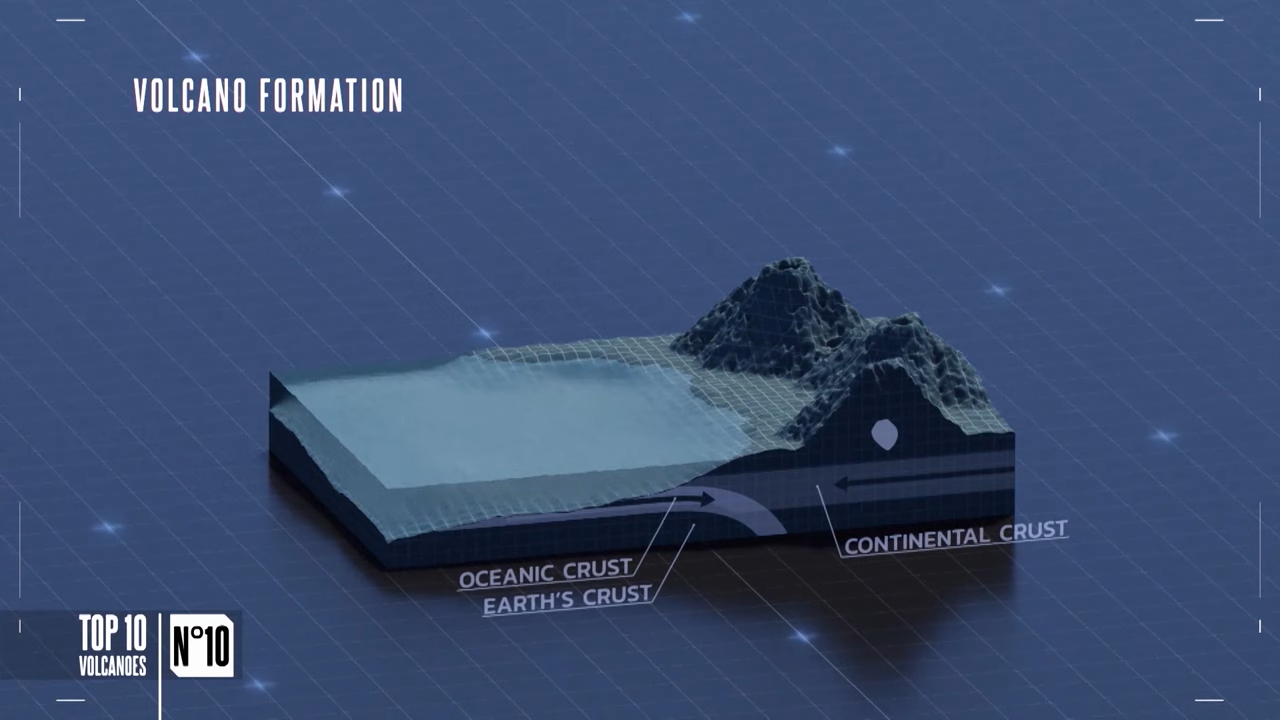 VOLCANO FORMATION
OCEANIC CRUST
EARTH'S CRUST
CONTINENTAL CRUST
TOP 10
VOLCANOES
N°10